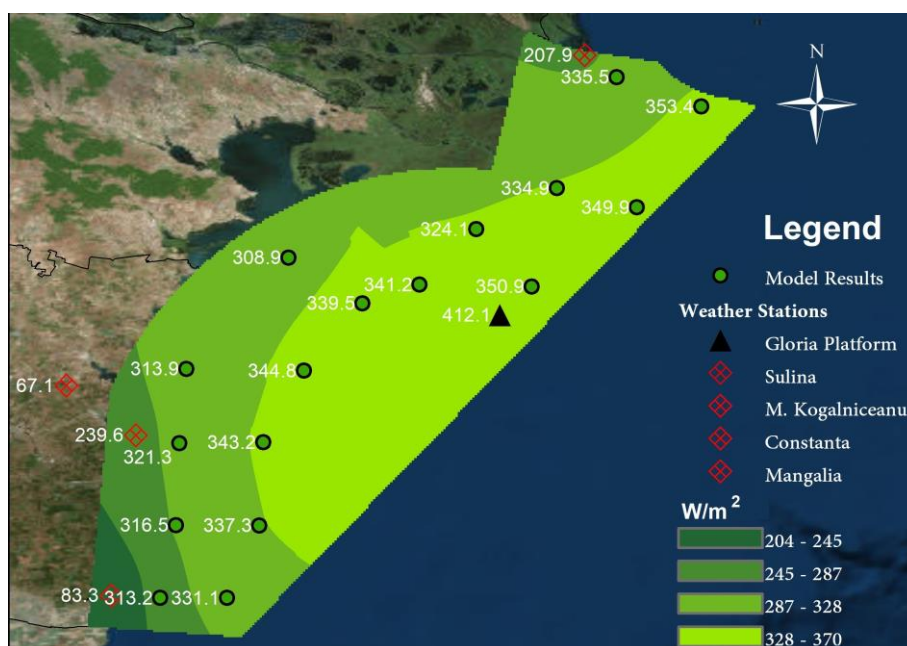 207.9
335.5
N
353.4
334.9
349.9
324.1
Legend
308.9
341.2
350.9
Model Results
339.5
412.1
Weather Stations
Gloria Platform
313.9
344.8
67.1
Sulina
M. Kogalniceanu
239.6
343.2
321.3
Constanta
Mangalia
W/m²
316.5
337.3
204 - 245
245 - 287
83.3
313.2
331.1
287 - 328
328 - 370